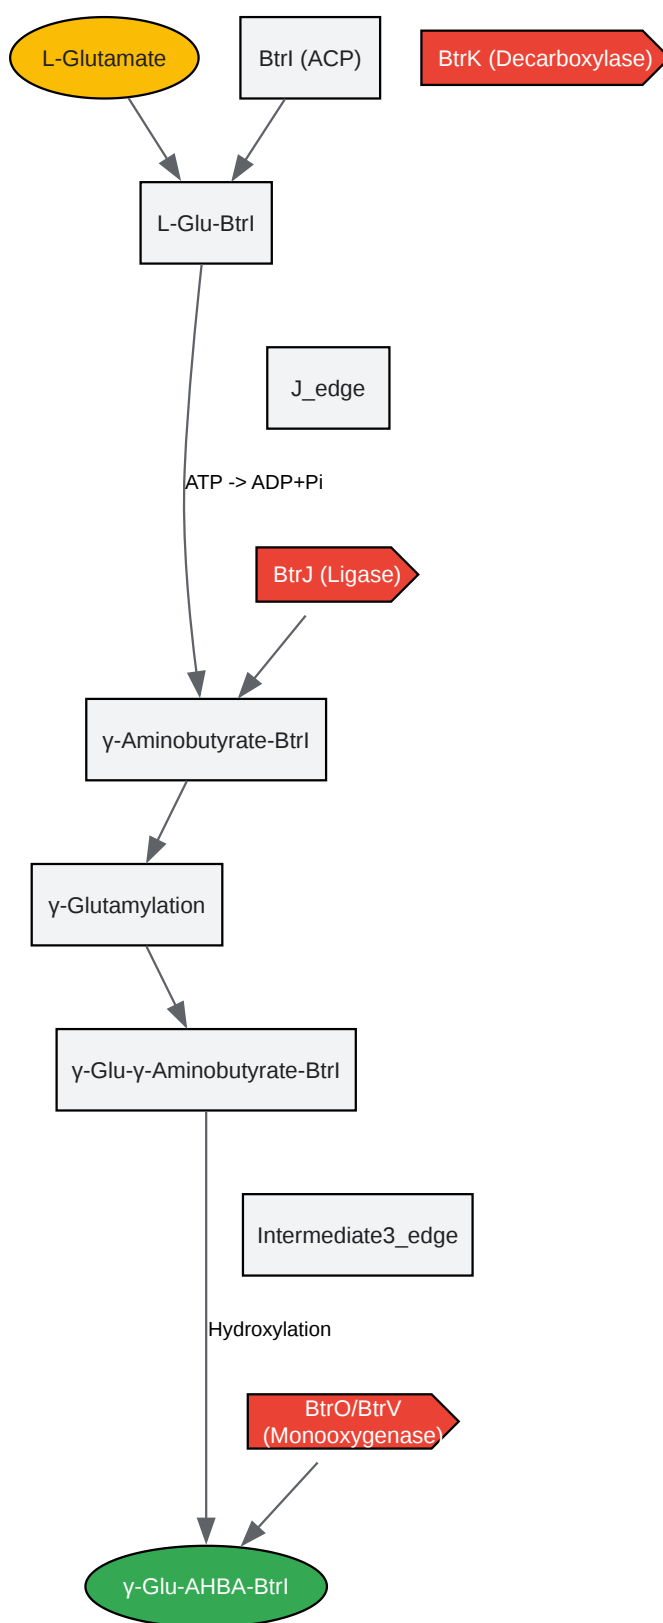 L-Glutamate
BtrI (ACP)
BtrK (Decarboxylase)
L-Glu-BtrI
J_edge
ATP -> ADP+Pi
BtrJ (Ligase)
γ-Aminobutyrate-BtrI
γ-Glutamylation
γ-Glu-γ-Aminobutyrate-BtrI
Intermediate3_edge
Hydroxylation
BtrO/BtrV
(Monooxygenase)
γ-Glu-AHBA-BtrI